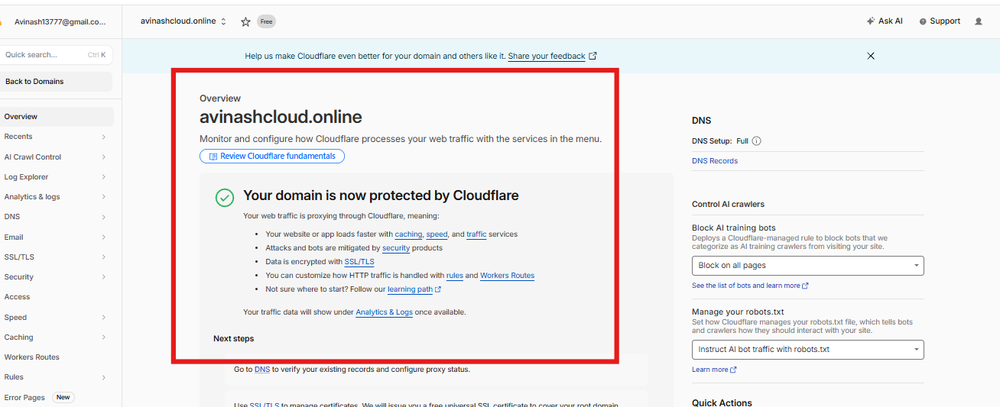 Avinash13777@gmail.co...
avinashcloud.online
Free
Ask AI
Support
Quick search...
Ctrl K
Back to Domains
Overview
Recents
AI Crawl Control
Log Explorer
Analytics & logs
DNS
Email
SSL/TLS
Security
Access
Speed
Caching
Workers Routes
Rules
Error Pages
New
Help us make Cloudflare even better for your domain and others like it. Share your feedback
Overview
avinashcloud.online
Monitor and configure how Cloudflare processes your web traffic with the services in the menu.
Review Cloudflare fundamentals
Your domain is now protected by Cloudflare
Your web traffic is proxying through Cloudflare, meaning:
• Your website or app loads faster with caching, speed, and traffic services
• Attacks and bots are mitigated by security products
• Data is encrypted with SSL/TLS
• You can customize how HTTP traffic is handled with rules and Workers Routes
• Not sure where to start? Follow our learning path
Your traffic data will show under Analytics & Logs once available.
Next steps
Go to DNS to verify your existing records and configure proxy status.
Use SSL/TLS to manage certificates. We will issue you a free universal SSL certificate to cover your root domain
DNS
DNS Setup: Full
DNS Records
Control AI crawlers
Block AI training bots
Deploys a Cloudflare-managed rule to block bots that we
categorize as AI training crawlers from visiting your site.
Block on all pages
See the list of bots and learn more
Manage your robots.txt
Set how Cloudflare manages your robots.txt file, which tells bots
and crawlers how they should interact with your site.
Instruct AI bot traffic with robots.txt
Learn more
Quick Actions